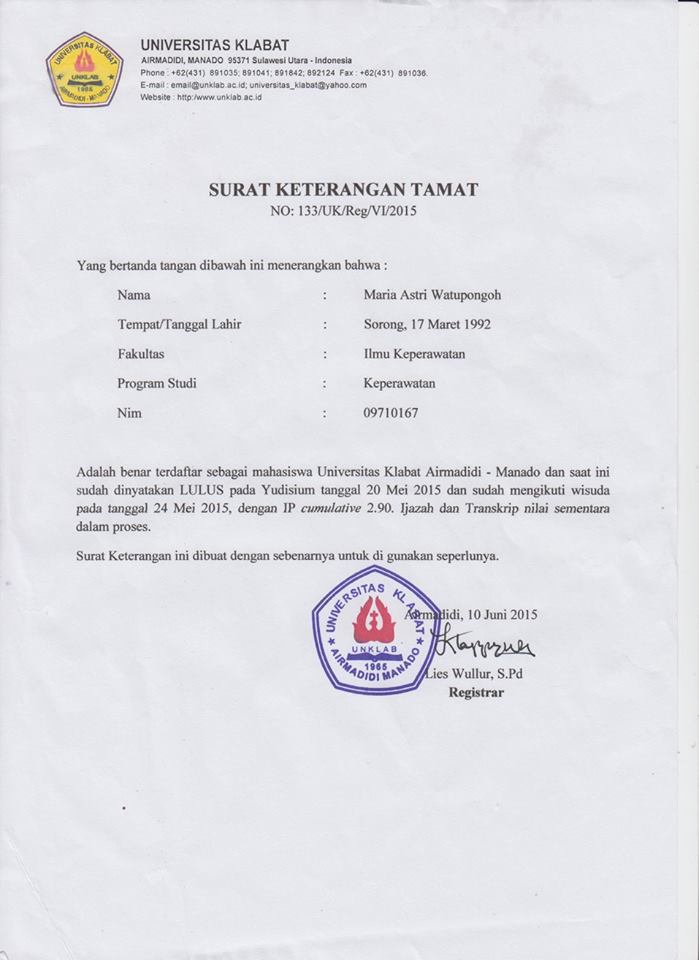 UNIVERSITAS KLABAT
UNKLAB
1965
AIRMADIDI - MANADO
UNIVERSITAS KLABAT
AIRMADIDI, MANADO 95371 Sulawesi Utara - Indonesia
Phone : +62(431) 891035; 891041; 891842; 892124 Fax : +62(431) 891036.
E-mail : email@unklab.ac.id; universitas_klabat@yahoo.com
Website : http:/www.unklab.ac.id
SURAT KETERANGAN TAMAT
NO: 133/UK/Reg/VI/2015
Yang bertanda tangan dibawah ini menerangkan bahwa :
Nama : Maria Astri Watupongoh
Tempat/Tanggal Lahir : Sorong, 17 Maret 1992
Fakultas : Ilmu Keperawatan
Program Studi : Keperawatan
Nim : 09710167
Adalah benar terdaftar sebagai mahasiswa Universitas Klabat Airmadidi - Manado dan saat ini
sudah dinyatakan LULUS pada Yudisium tanggal 20 Mei 2015 dan sudah mengikuti wisuda
pada tanggal 24 Mei 2015, dengan IP cumulative 2.90. Ijazah dan Transkrip nilai sementara
dalam proses.
Surat Keterangan ini dibuat dengan sebenarnya untuk di gunakan seperlunya.
UNIVERSITAS KLABAT
UNKLAB
1965
AIRMADIDI MANADO
Airmadidi, 10 Juni 2015
Lies Wullur, S.Pd
Registrar